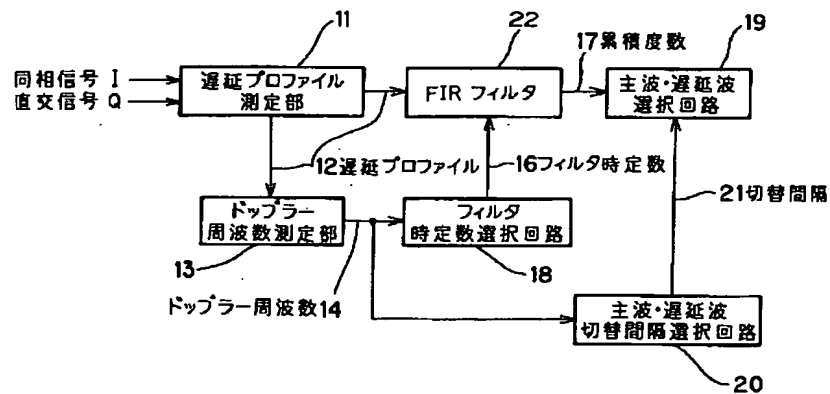 11
22
17累積度数
19
同相信号 I
直交信号 Q
遅延プロファイル
測定部
FIR フィルタ
主波・遅延波
選択回路
12遅延プロファイル
16フィルタ時定数
21切替間隔
ドップラー
周波数測定部
フィルタ
時定数選択回路
13
18
ドップラー周波数14
主波・遅延波
切替間隔選択回路
20